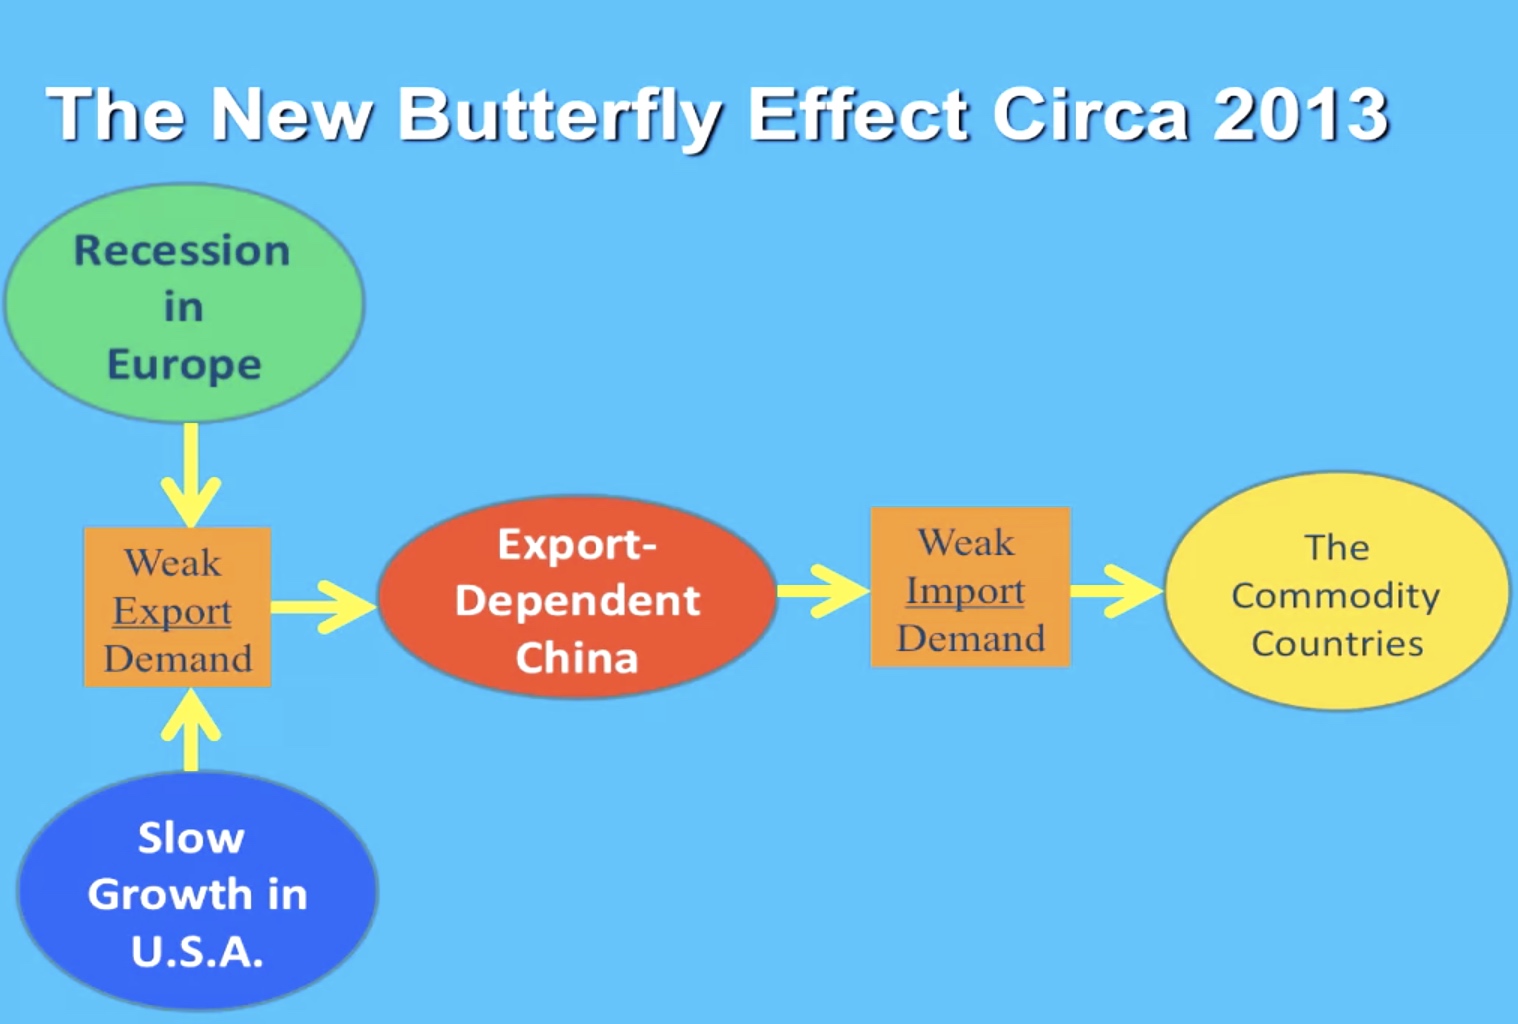 The New Butterfly Effect Circa 2013
Recession
in
Europe
Weak
Export
Demand
Slow
Growth in
U.S.A.
Export-
Dependent
China
Weak
Import
Demand
The
Commodity
Countries